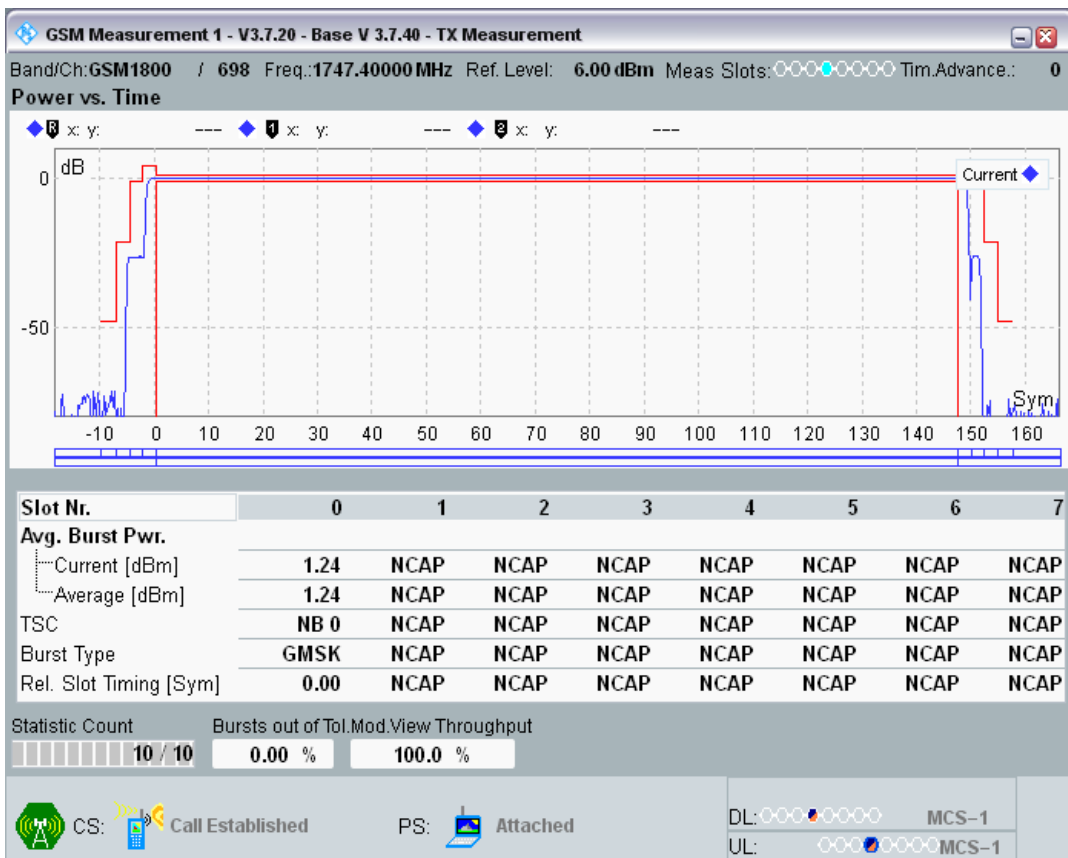 GSM Measurement 1 - V3.7.20 - Base V 3.7.40 - TX Measurement
Band/Ch:GSM1800 / 698 Freq.:1747.40000 MHz Ref. Level: 6.00 dBm Meas Slots: Tim.Advance.: 0
Power vs. Time
R x: y: --- 1 x: y: --- 2 x: y: ---
dB
Current
0
-50
Sym
-10 0 10 20 30 40 50 60 70 80 90 100 110 120 130 140 150 160
Slot Nr. 0 1 2 3 4 5 6 7
Avg. Burst Pwr.
Current [dBm] 1.24 NCAP NCAP NCAP NCAP NCAP NCAP NCAP
Average [dBm] 1.24 NCAP NCAP NCAP NCAP NCAP NCAP NCAP
TSC NB 0 NCAP NCAP NCAP NCAP NCAP NCAP NCAP
Burst Type GMSK NCAP NCAP NCAP NCAP NCAP NCAP NCAP
Rel. Slot Timing [Sym] 0.00 NCAP NCAP NCAP NCAP NCAP NCAP NCAP
Statistic Count Bursts out of Tol.Mod.View Throughput
10 / 10 0.00 % 100.0 %
CS: Call Established PS: Attached
DL: MCS-1
UL: MCS-1